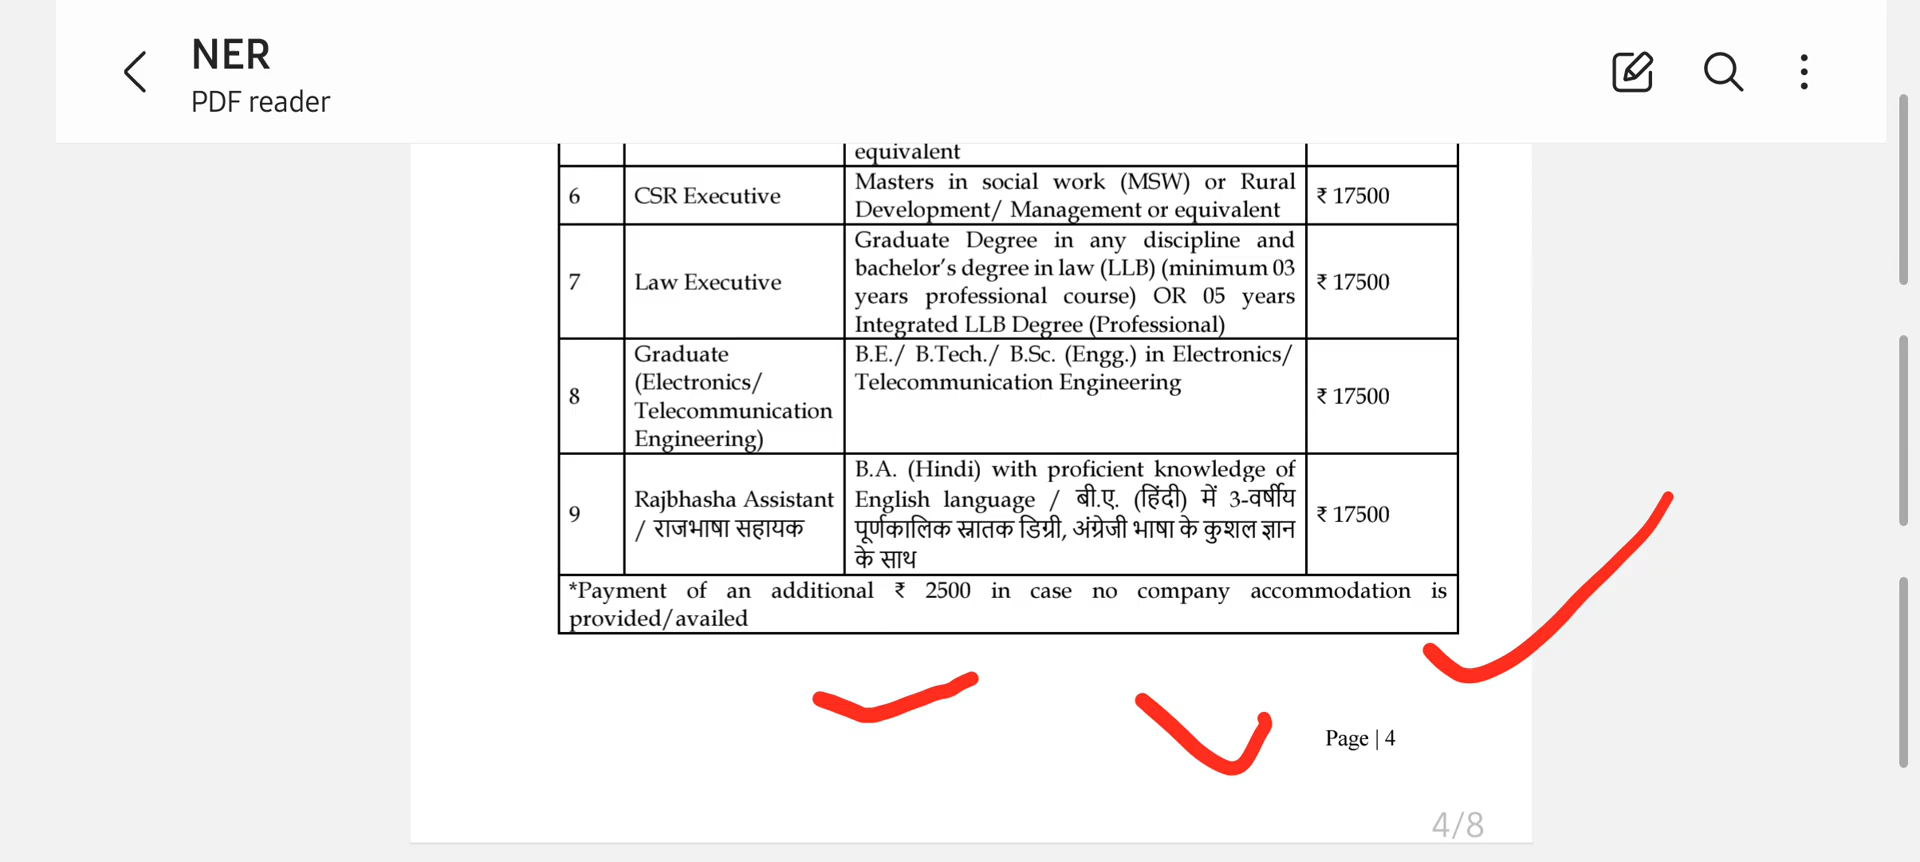 NER
PDF reader
equivalent
6
CSR Executive
Masters in social work (MSW) or Rural
Development/ Management or equivalent
₹ 17500
7
Law Executive
Graduate Degree in any discipline and
bachelor's degree in law (LLB) (minimum 03
years professional course) OR 05 years
Integrated LLB Degree (Professional)
₹ 17500
8
Graduate
(Electronics/
Telecommunication
Engineering)
B.E./ B.Tech./ B.Sc. (Engg.) in Electronics/
Telecommunication Engineering
₹ 17500
9
Rajbhasha Assistant
/ राजभाषा सहायक
B.A. (Hindi) with proficient knowledge of
English language / बी.ए. (हिंदी) में 3-वर्षीय
पूर्णकालिक स्नातक डिग्री, अंग्रेजी भाषा के कुशल ज्ञान
के साथ
₹ 17500
*Payment of an additional ₹ 2500 in case no company accommodation is
provided/availed
Page | 4
4/8